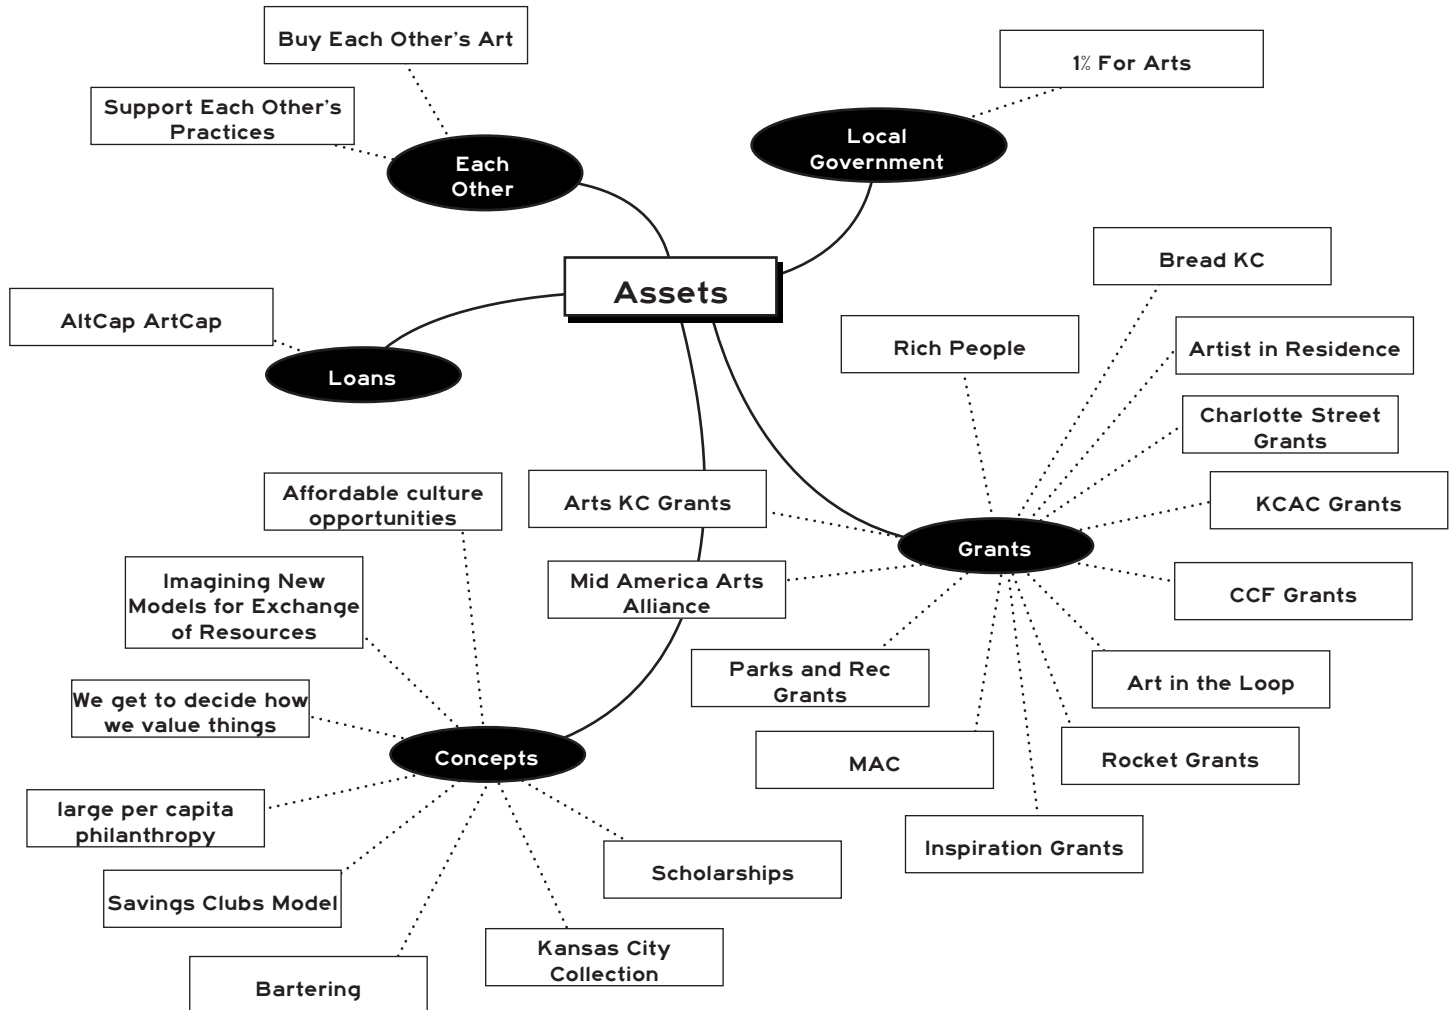 Buy Each Other's Art
1% For Arts
Support Each Other's
Practices
Each
Other
Local
Government
Bread KC
Assets
AltCap ArtCap
Rich People
Artist in Residence
Loans
Charlotte Street
Grants
Affordable culture
opportunities
Arts KC Grants
KCAC Grants
Grants
Imagining New
Models for Exchange
of Resources
Mid America Arts
Alliance
CCF Grants
Parks and Rec
Grants
Art in the Loop
We get to decide how
we value things
Concepts
MAC
Rocket Grants
large per capita
philanthropy
Inspiration Grants
Scholarships
Savings Clubs Model
Kansas City
Collection
Bartering